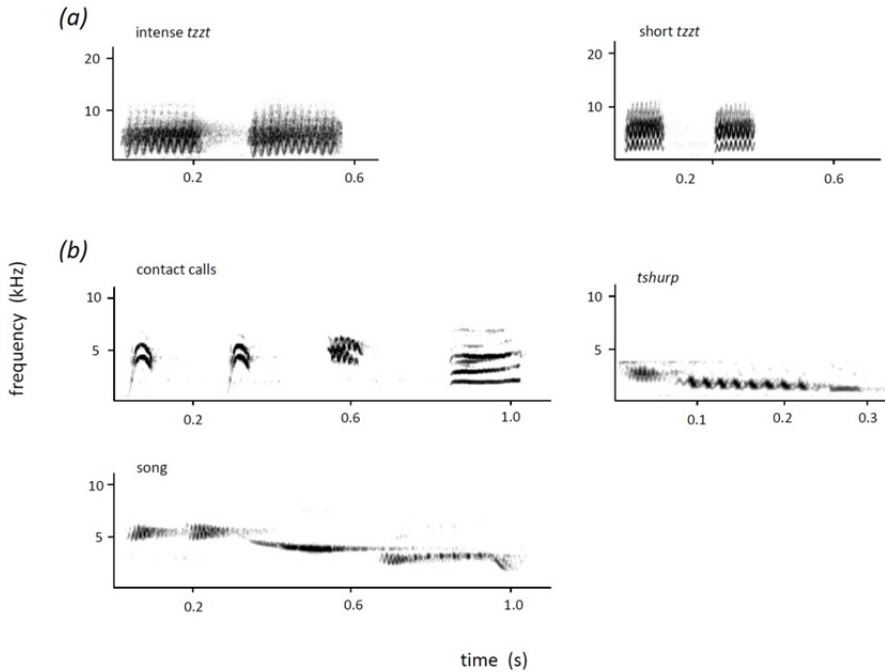 (a)
intense tzzt
short tzzt
20
10
0.2
0.6
20
10
0.2
0.6
(b)
contact calls
tshurp
frequency (kHz)
10
5
0.2
0.6
1.0
10
5
0.1
0.2
0.3
song
10
5
0.2
0.6
1.0
time (s)